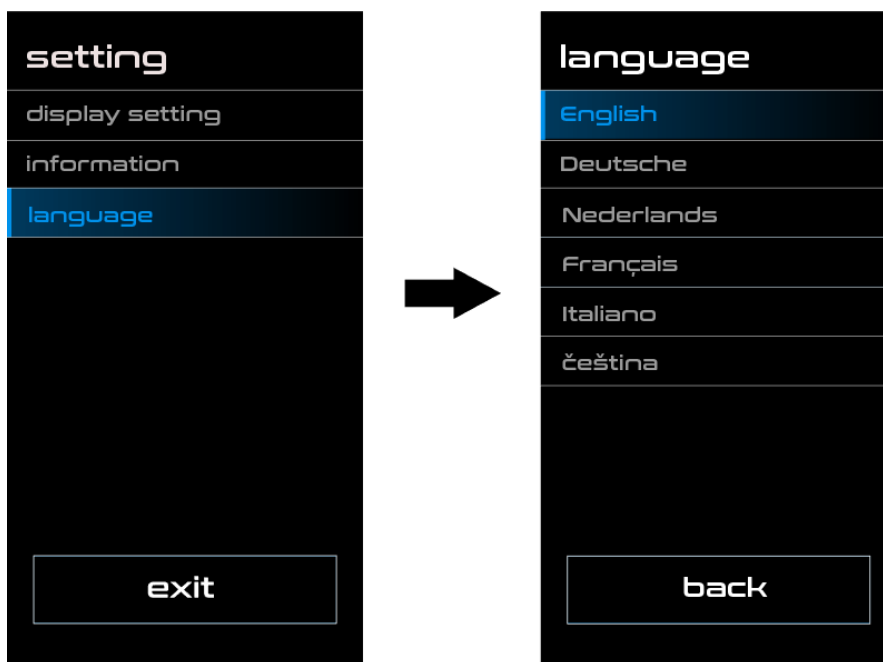 setting
display setting
information
language
exit
language
English
Deutsche
Nederlands
Français
Italiano
čeština
back